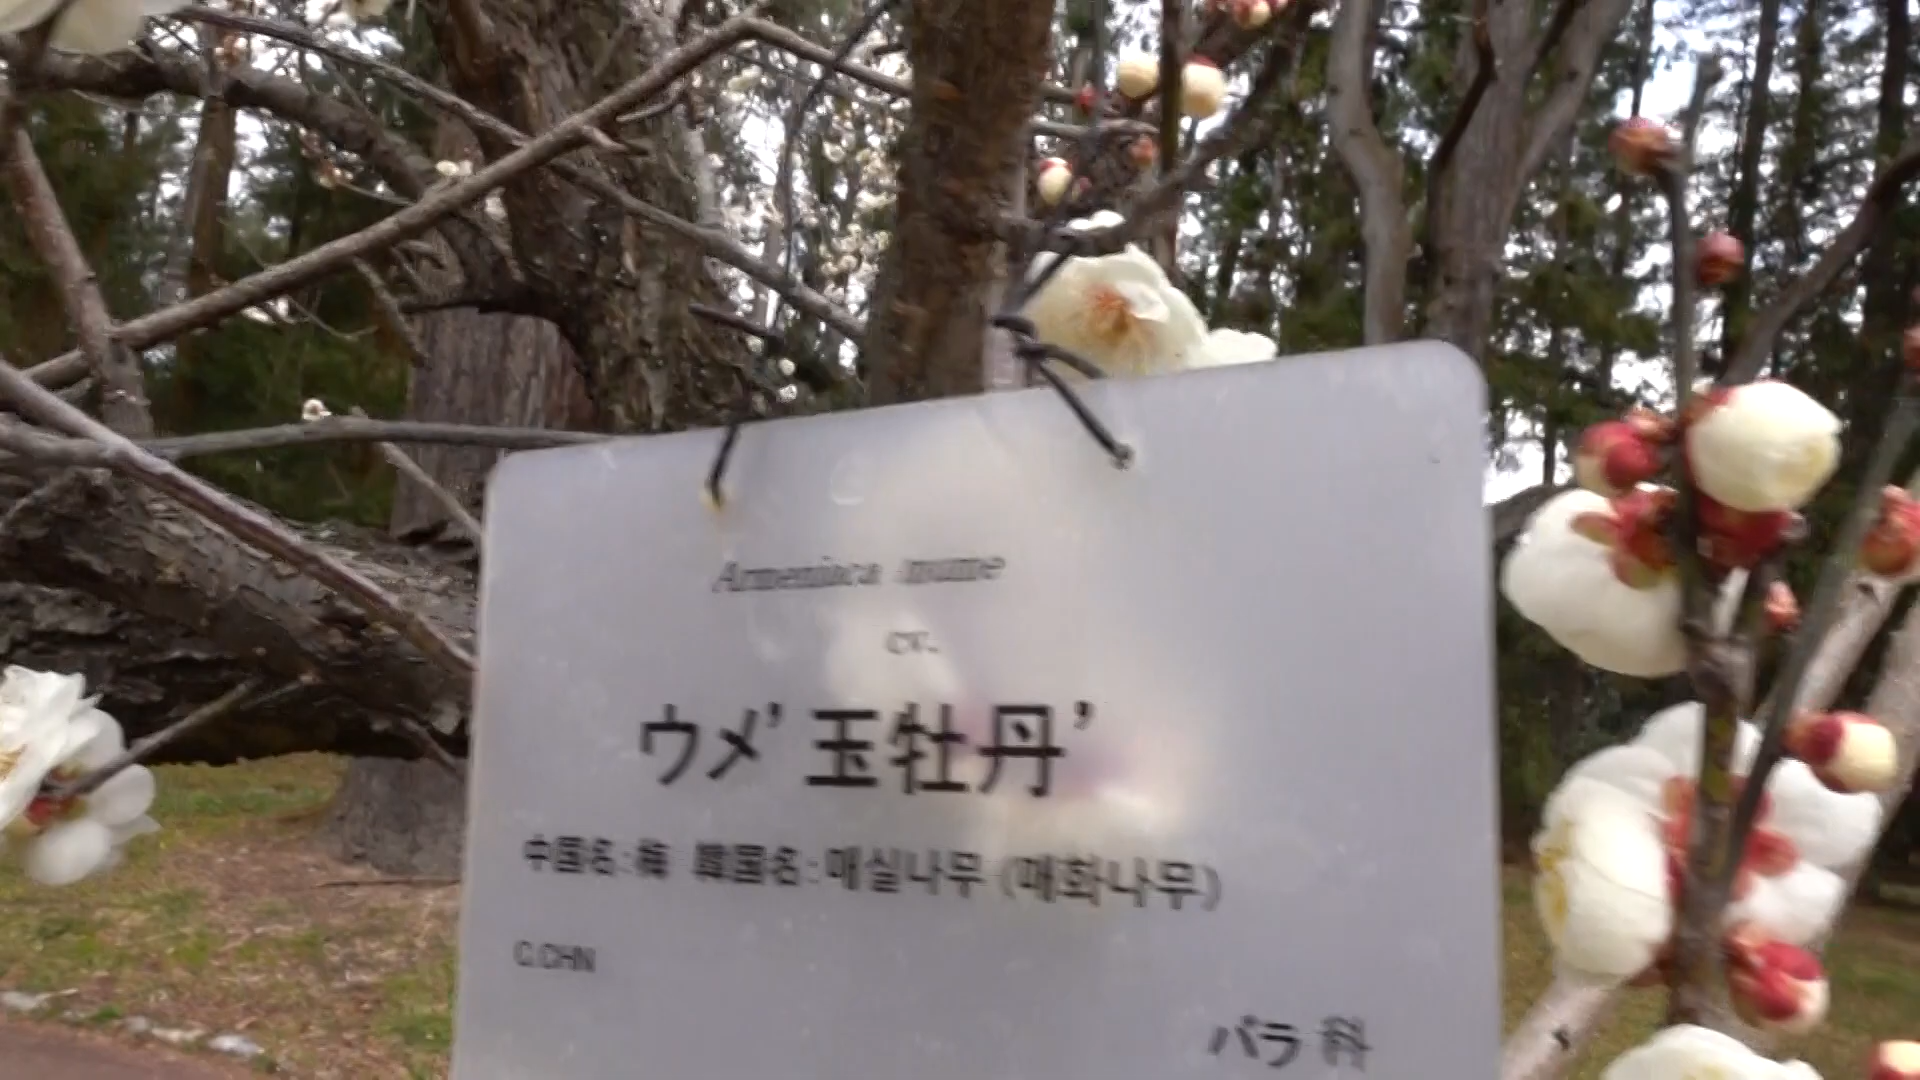 Armeniaca mume
cv.
ウメ’玉牡丹’
中国名:梅 韓国名:매실나무 (매화나무)
C.CHN
バラ科